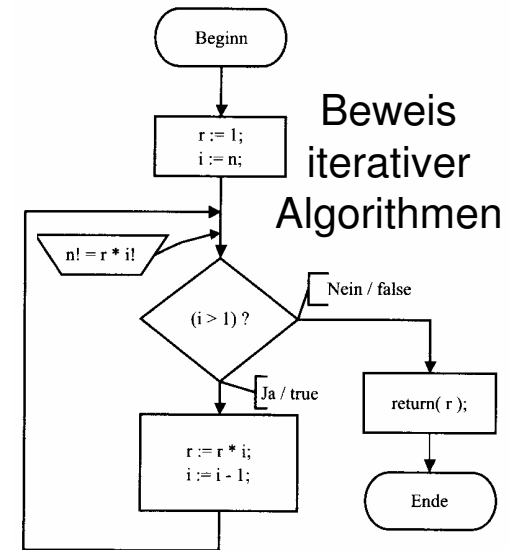 Beginn
Beweis
iterativer
Algorithmen
r := 1;
i := n;
n! = r * i!
(i > 1) ?
Nein / false
Ja / true
r := r * i;
i := i - 1;
return( r );
Ende